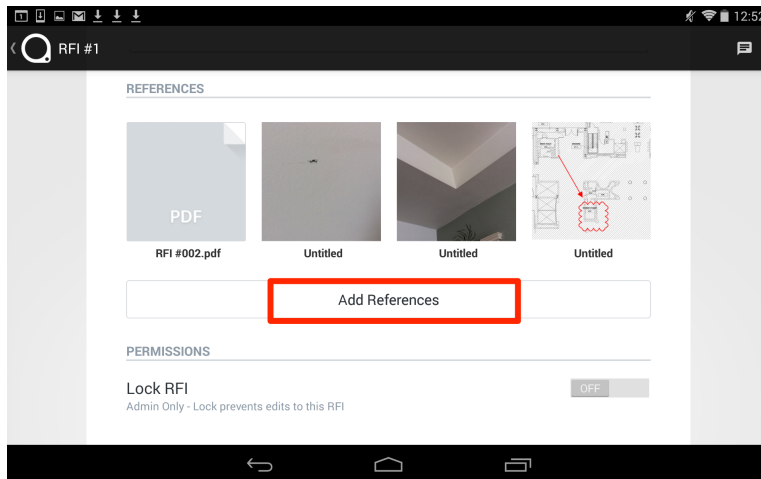 12:52
RFI #1
REFERENCES
PDF
RFI #002.pdf
Untitled
Untitled
Untitled
Add References
PERMISSIONS
Lock RFI
OFF
Admin Only - Lock prevents edits to this RFI